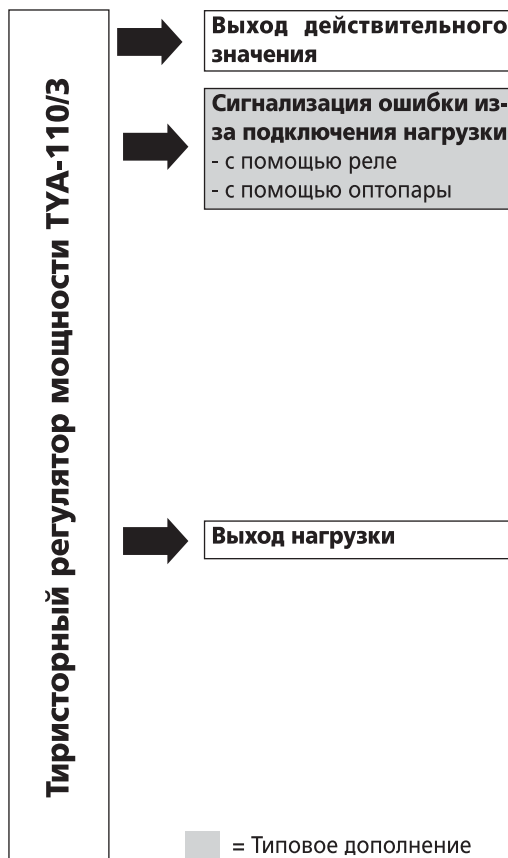 Тиристорный регулятор мощности TYA-110/3
Выход действительного
значения
Сигнализация ошибки из-
за подключения нагрузки
- с помощью реле
- с помощью оптопары
Выход нагрузки
= Типовое дополнение